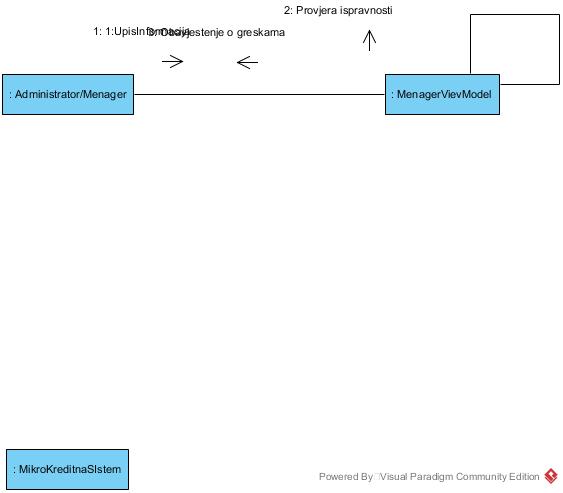 2: Provjera ispravnosti
1: 1:UpisInformacija
3: Obavjestenje o greskama
: Administrator/Menager
: MenagerVievModel
: MikroKreditnaSIstem
Powered By Visual Paradigm Community Edition